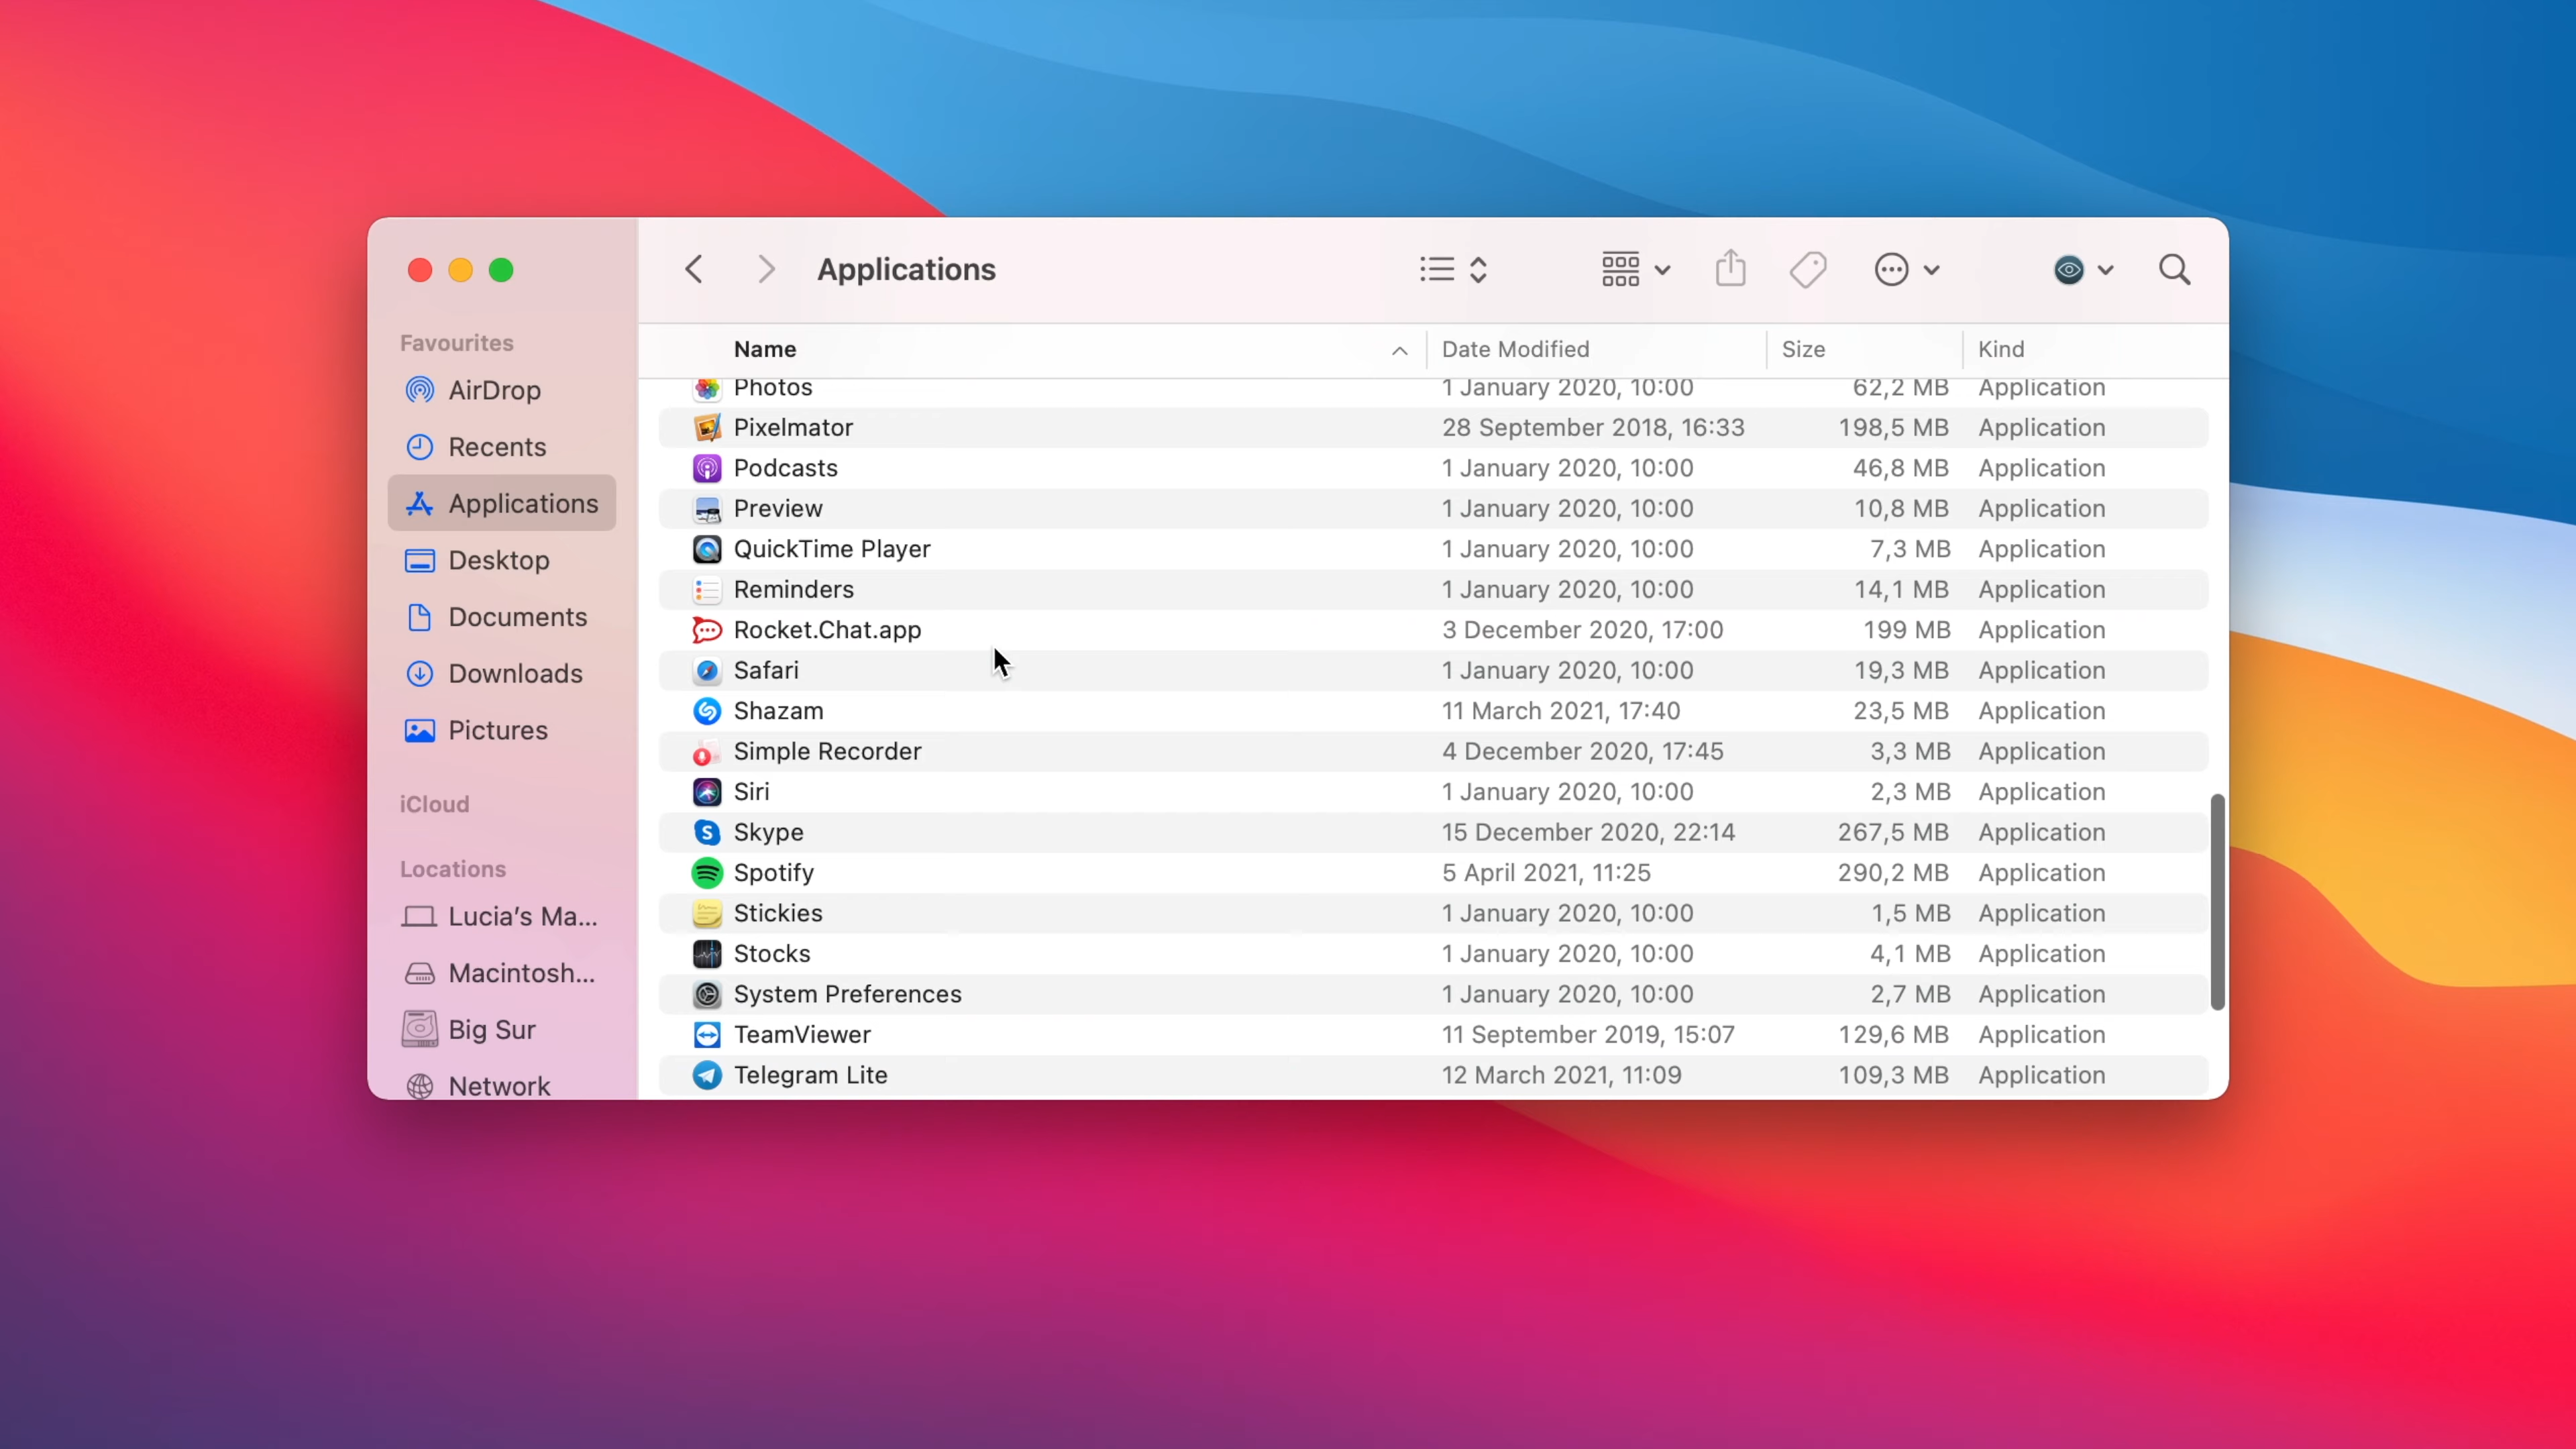 Applications
Favourites
AirDrop
Recents
Applications
Desktop
Documents
Downloads
Pictures
iCloud
Locations
Lucia’s Ma...
Macintosh...
Big Sur
Network
Name Date Modified Size Kind
Photos 1 January 2020, 10:00 62,2 MB Application
Pixelmator 28 September 2018, 16:33 198,5 MB Application
Podcasts 1 January 2020, 10:00 46,8 MB Application
Preview 1 January 2020, 10:00 10,8 MB Application
QuickTime Player 1 January 2020, 10:00 7,3 MB Application
Reminders 1 January 2020, 10:00 14,1 MB Application
Rocket.Chat.app 3 December 2020, 17:00 199 MB Application
Safari 1 January 2020, 10:00 19,3 MB Application
Shazam 11 March 2021, 17:40 23,5 MB Application
Simple Recorder 4 December 2020, 17:45 3,3 MB Application
Siri 1 January 2020, 10:00 2,3 MB Application
Skype 15 December 2020, 22:14 267,5 MB Application
Spotify 5 April 2021, 11:25 290,2 MB Application
Stickies 1 January 2020, 10:00 1,5 MB Application
Stocks 1 January 2020, 10:00 4,1 MB Application
System Preferences 1 January 2020, 10:00 2,7 MB Application
TeamViewer 11 September 2019, 15:07 129,6 MB Application
Telegram Lite 12 March 2021, 11:09 109,3 MB Application